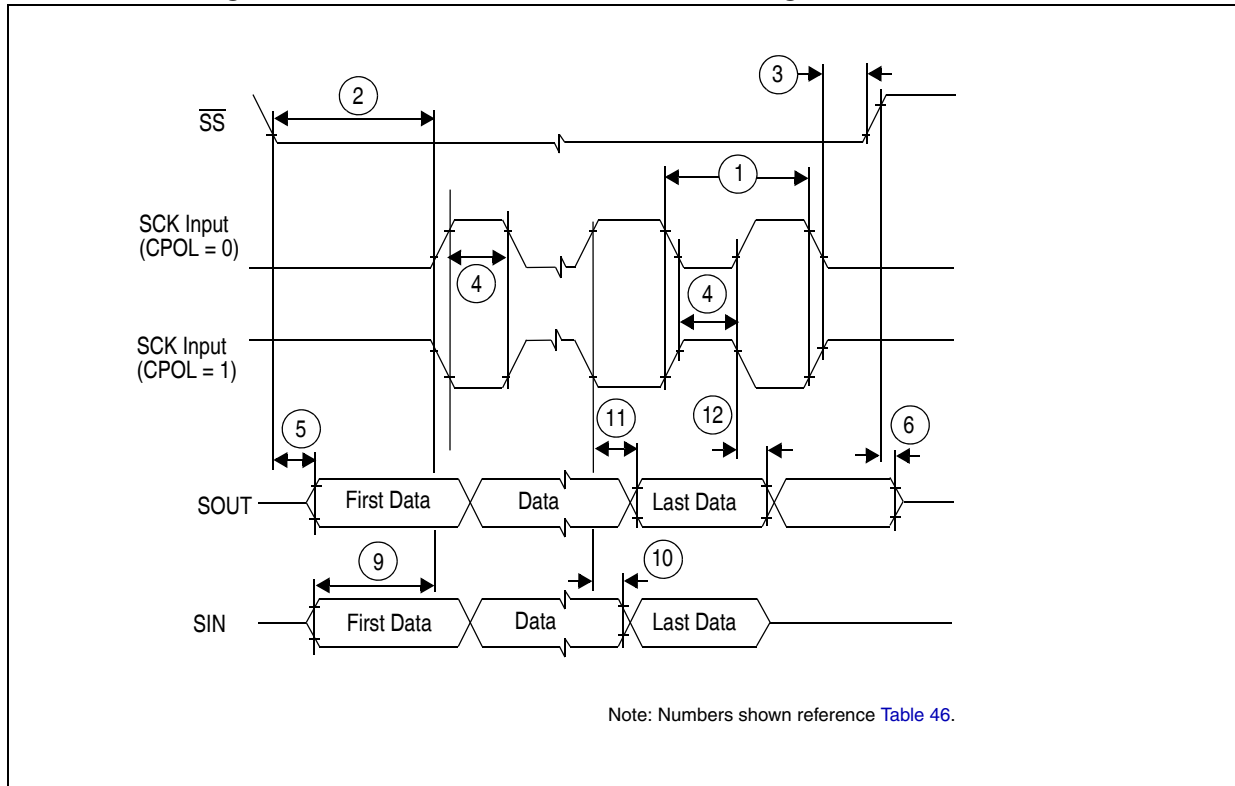 2
3
SS
1
SCK Input
(CPOL = 0)
4
4
SCK Input
(CPOL = 1)
5
11
12
6
SOUT
First Data
Data
Last Data
9
10
SIN
First Data
Data
Last Data
Note: Numbers shown reference Table 46.